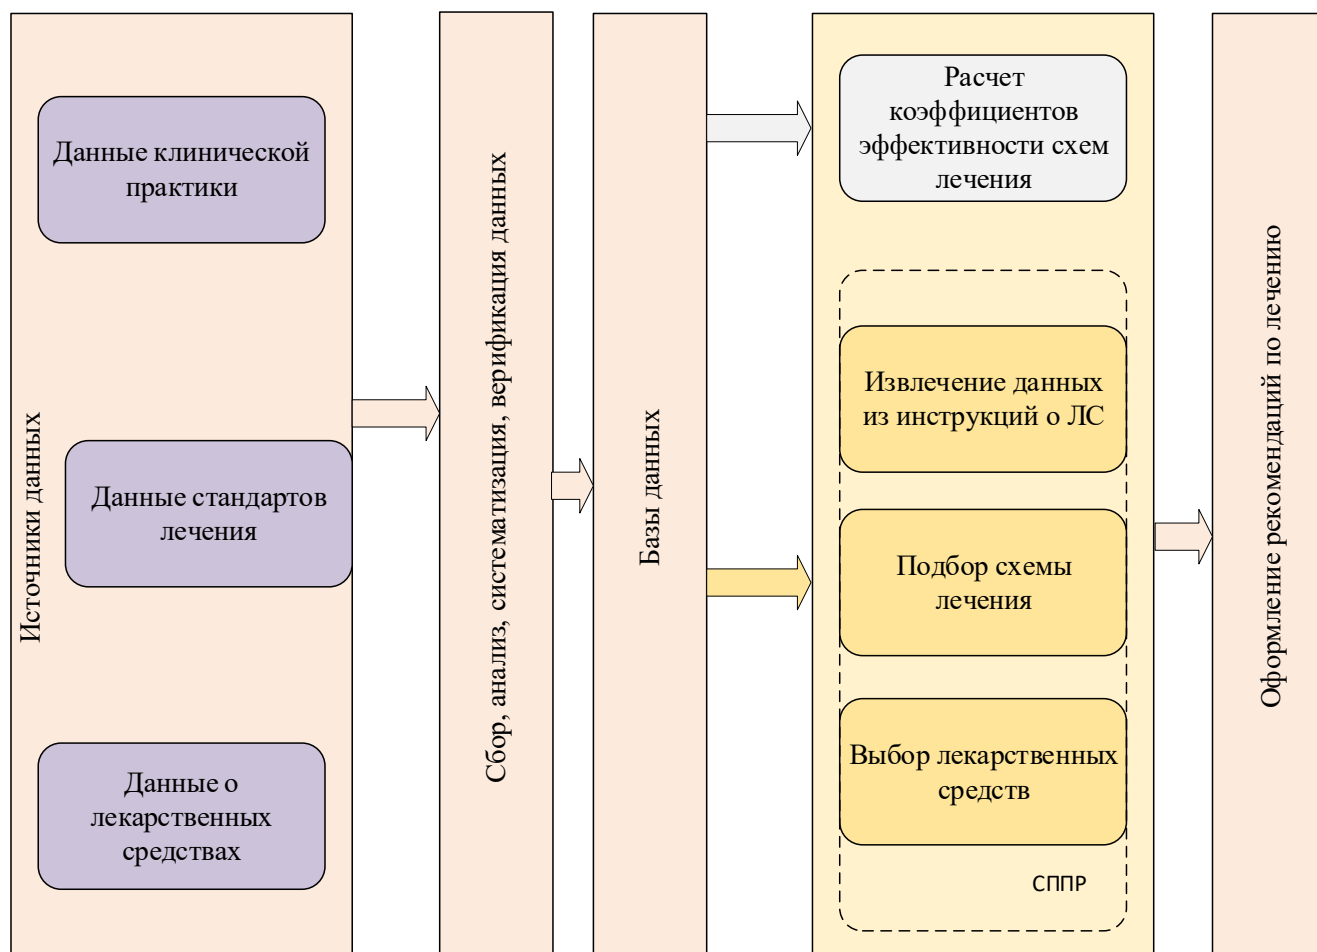 Источники данных
Данные клинической
практики
Данные стандартов
лечения
Данные о
лекарственных
средствах
Сбор, анализ, систематизация, верификация данных
Базы данных
Расчет
коэффициентов
эффективности схем
лечения
Извлечение данных
из инструкций о ЛС
Подбор схемы
лечения
Выбор лекарственных
средств
СППР
Оформление рекомендаций по лечению